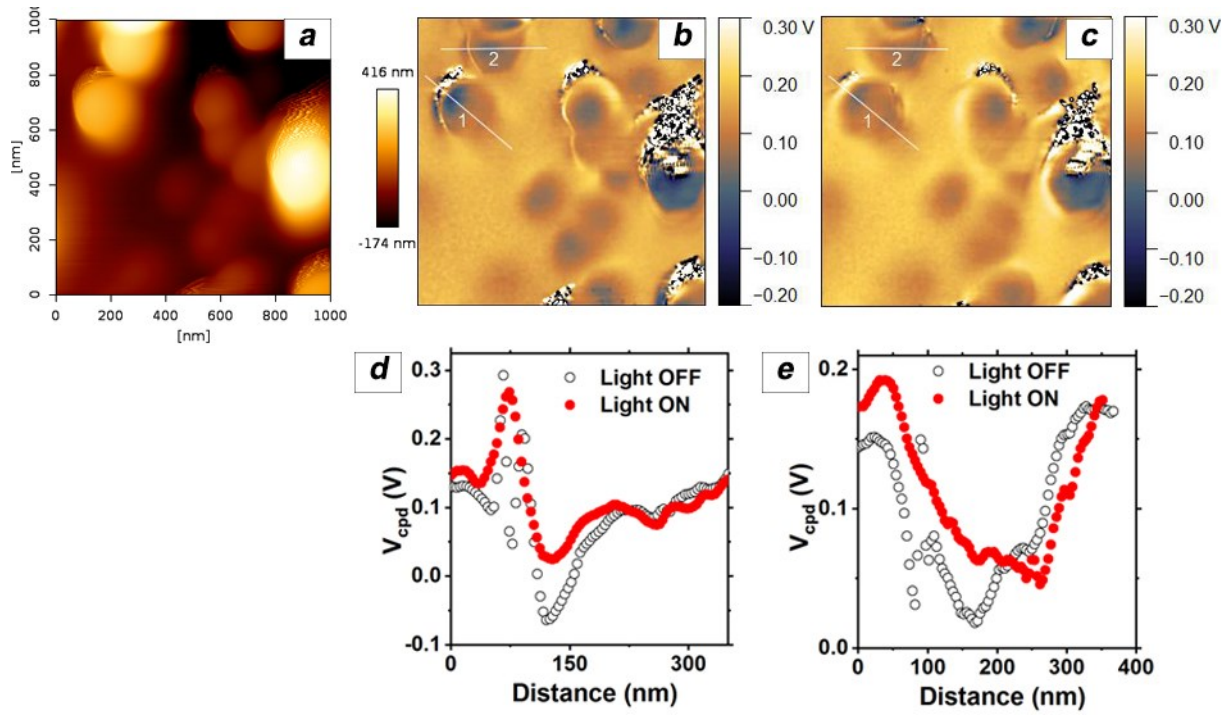 a
1000
800
600
400
200
0
[nm]
0 200 400 600 800 1000
[nm]
416 nm
-174 nm
b
2
1
0.30 V
0.20
0.10
0.00
−0.10
−0.20
c
2
1
0.30 V
0.20
0.10
0.00
−0.10
−0.20
d
Light OFF
Light ON
0.3
0.2
0.1
0.0
-0.1
Vcpd (V)
0 150 300
Distance (nm)
e
Light OFF
Light ON
0.2
0.1
0.0
Vcpd (V)
0 100 200 300 400
Distance (nm)